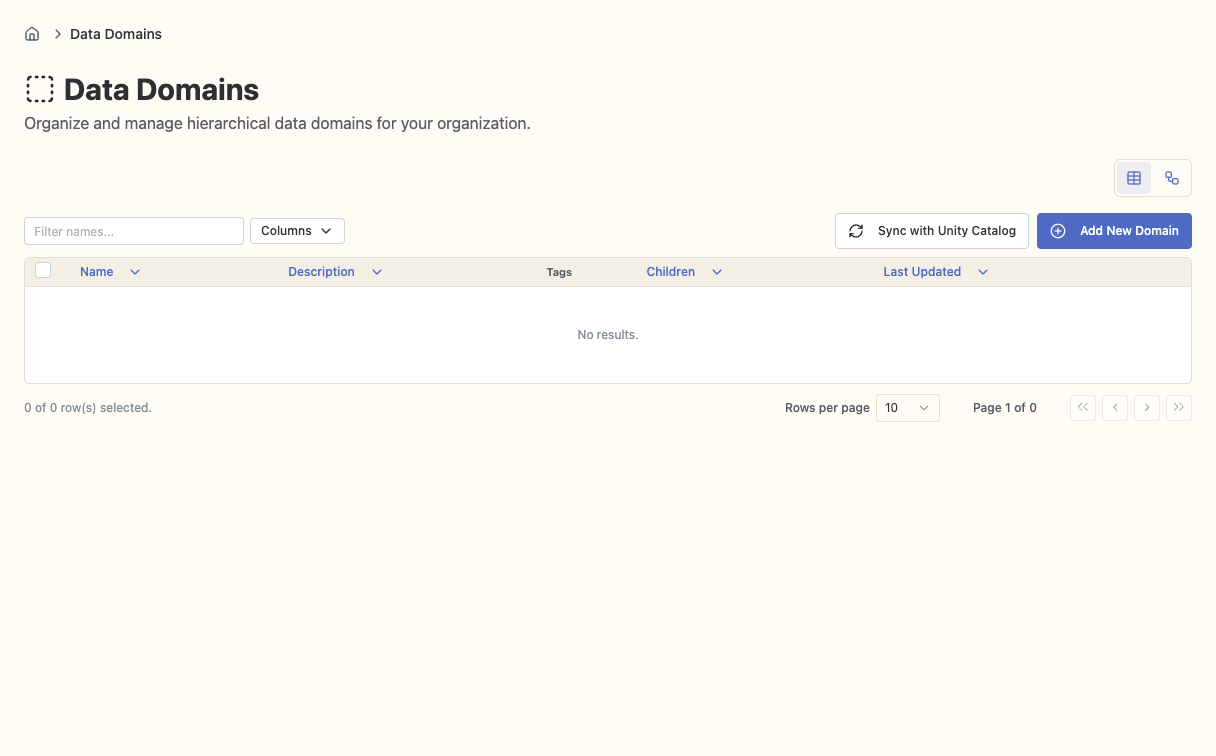 Data Domains
Data Domains
Organize and manage hierarchical data domains for your organization.
Filter names...
Columns
Sync with Unity Catalog
Add New Domain
Name Description Tags Children Last Updated
No results.
0 of 0 row(s) selected.
Rows per page 10 Page 1 of 0